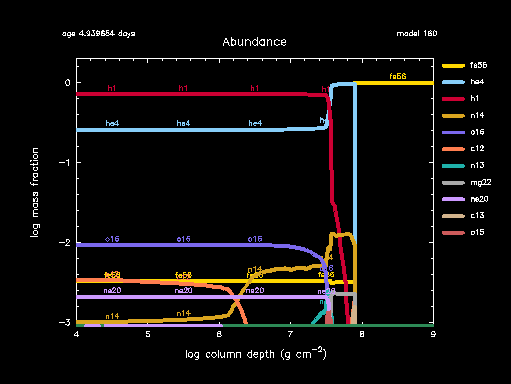 age 4.939654 days
model 160
Abundance
fe56
h1 h1 h1 h
he4 he4 he4 he
o16 o16 o16
n14
fe56 fe56
ne20 ne20 ne20
n14 n14
0
−1
−2
−3
4 5 6 7 8 9
log mass fraction
log column depth (g cm⁻²)
fe56
he4
h1
n14
o16
c12
n13
mg22
ne20
c13
o15